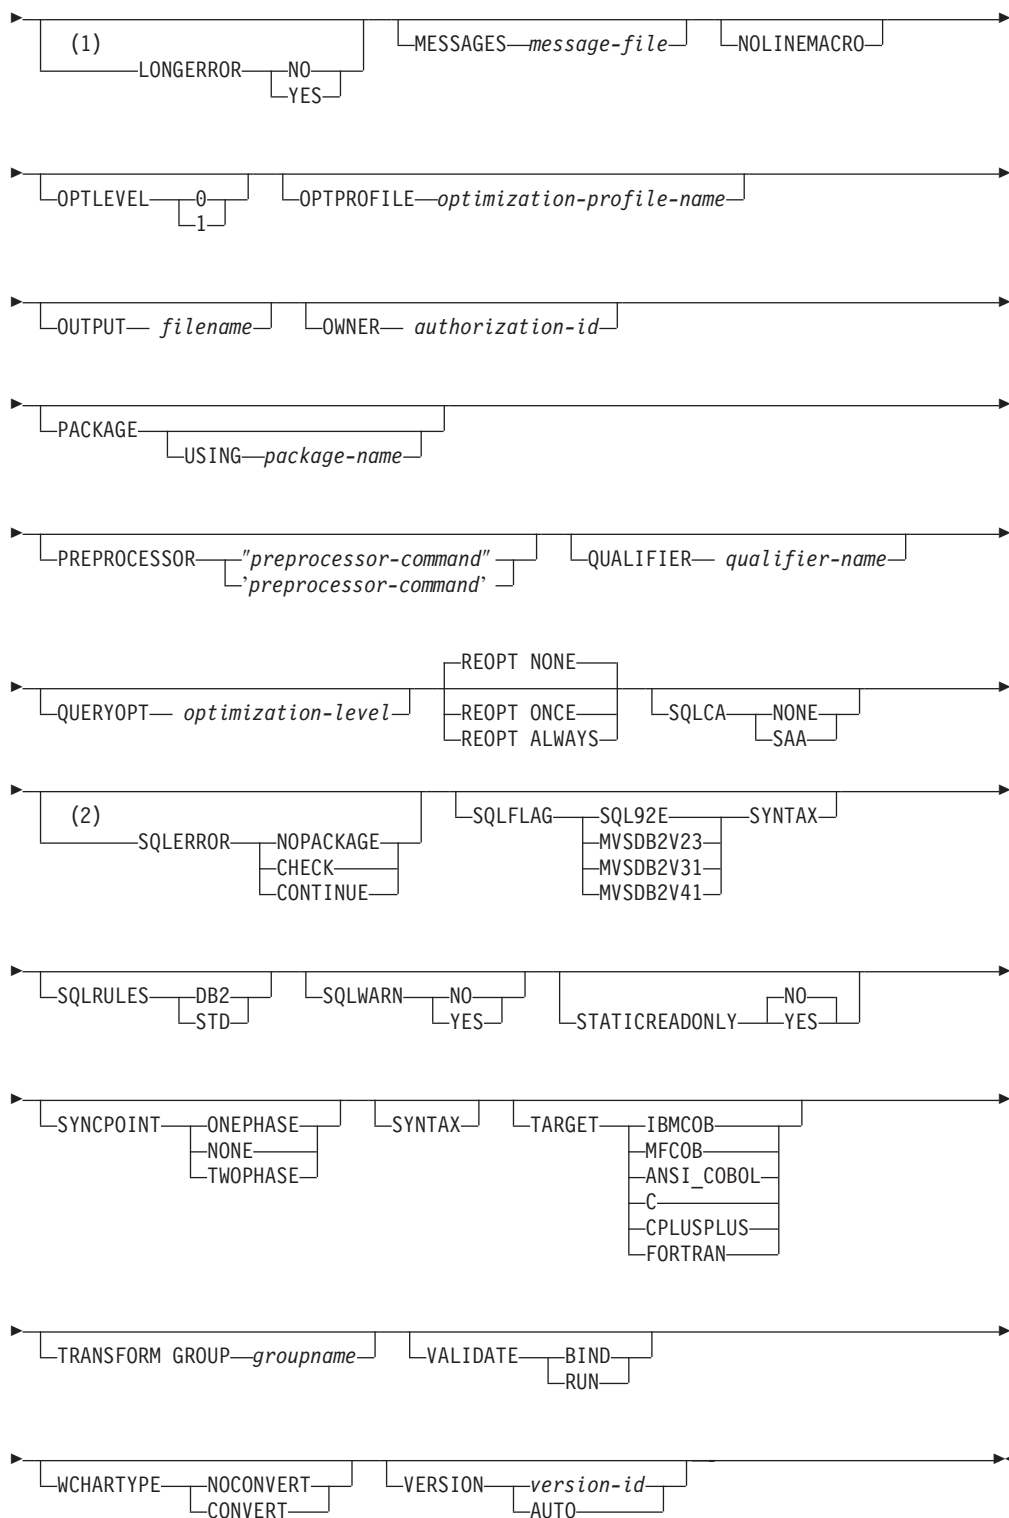 (1)
MESSAGES message-file NOLINEMACRO
LONGERROR NO
YES
OPTLEVEL 0 OPTPROFILE optimization-profile-name
1
OUTPUT filename OWNER authorization-id
PACKAGE
USING package-name
PREPROCESSOR "preprocessor-command" QUALIFIER qualifier-name
'preprocessor-command'
REOPT NONE
QUERYOPT optimization-level REOPT ONCE SQLCA NONE
REOPT ALWAYS SAA
(2) SQLFLAG SQL92E SYNTAX
SQLERROR NOPACKAGE MVSDB2V23
CHECK MVSDB2V31
CONTINUE MVSDB2V41
SQLRULES DB2 SQLWARN NO NO
STD YES STATICREADONLY YES
SYNCPOINT ONEPHASE SYNTAX TARGET IBMCOB
NONE MFCOB
TWOPHASE ANSI_COBOL
C
CPLUSPLUS
FORTRAN
TRANSFORM GROUP groupname VALIDATE BIND
RUN
WCHARTYPE NOCONVERT VERSION version-id
CONVERT AUTO